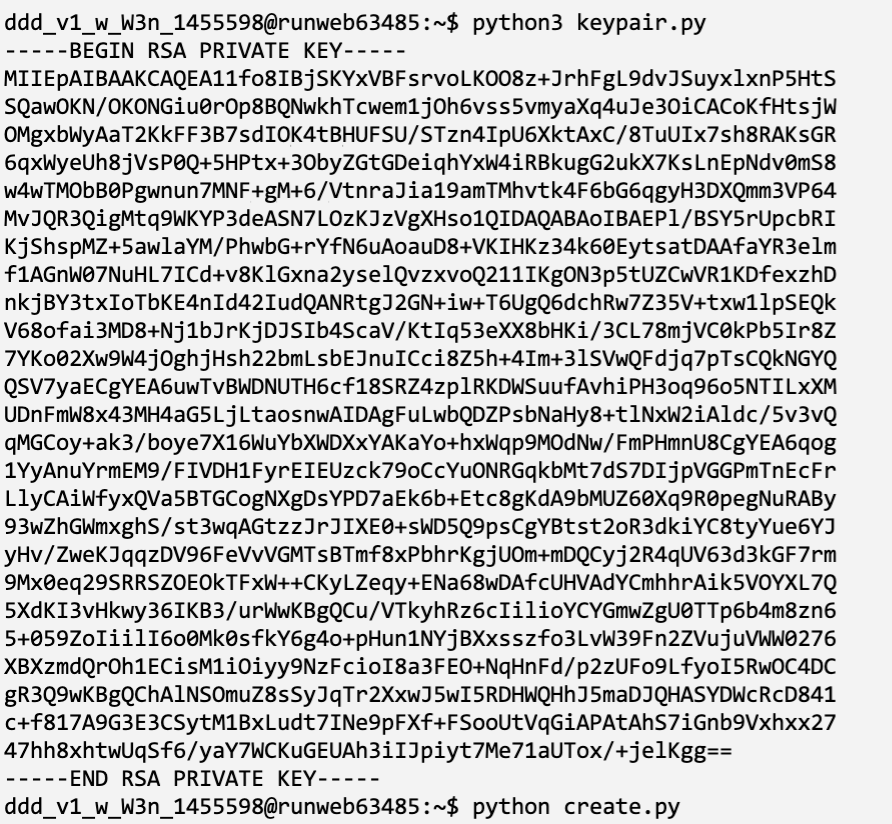 ddd_v1_w_W3n_1455598@runweb63485:~$ python3 keypair.py
-----BEGIN RSA PRIVATE KEY-----
MIIEpAIBAAKCAQEA11fo8IBjSKYxVBFsrvoLKOO8z+JrhFgL9dvJSuyxlxnP5HtS
SQawOKN/OKONGiu0rOp8BQNwkhTcwem1jOh6vss5vmyaXq4uJe3OiCACoKfHtsjW
OMgxbWyAaT2KkFF3B7sdIOK4tBHUFSU/STzn4IpU6XktAxC/8TuUIx7sh8RAKsGR
6qxWyeUh8jVsP0Q+5HPtx+3ObyZGtGDeiqhYxW4iRBkugG2ukX7KsLnEpNdv0mS8
w4wTMObB0Pgwnun7MNF+gM+6/VtnraJia19amTMhvtk4F6bG6qgyH3DXQmm3VP64
MvJQR3QigMtq9WKYP3deASN7LOzKJzVgXHso1QIDAQABAoIBAEPl/BSY5rUpcbRI
KjShspMZ+5awlaYM/PhwbG+rYfN6uAoauD8+VKIHKz34k60EytsatDAAfaYR3elm
f1AGnW07NuHL7ICd+v8KlGxna2yselQvzxvoQ211IKgON3p5tUZCwVR1KDfexzhD
nkjBY3txIoTbKE4nId42IudQANRtgJ2GN+iw+T6UgQ6dchRw7Z35V+txw1lpSEQk
V68ofai3MD8+Nj1bJrKjDJSIb4ScaV/KtIq53eXX8bHKi/3CL78mjVC0kPb5Ir8Z
7YKo02Xw9W4jOghjHsh22bmLsbEJnuICci8Z5h+4Im+3lSVwQFdjq7pTsCQkNGYQ
QSV7yaECgYEA6uwTvBWDNUTH6cf18SRZ4zplRKDWSuufAvhiPH3oq96o5NTILxXM
UDnFmW8x43MH4aG5LjLtaosnwAIDAgFuLwbQDZPsbNaHy8+tlNxW2iAldc/5v3vQ
qMGCoy+ak3/boye7X16WuYbXWDXxYAKaYo+hxWqp9MOdNw/FmPHmnU8CgYEA6qog
1YyAnuYrmEM9/FIVDH1FyrEIEUzck79oCcYuONRGqkbMt7dS7DIjpVGGPmTnEcFr
LlyCAiWfyxQVa5BTGCogNXgDsYPD7aEk6b+Etc8gKdA9bMUZ60Xq9R0pegNuRABy
93wZhGWmxghS/st3wqAGtzzJrJIXE0+sWD5Q9psCgYBtst2oR3dkiYC8tyYue6YJ
yHv/ZweKJqqzDV96FeVvVGMTsBTmf8xPbhrKgjUOm+mDQCyj2R4qUV63d3kGF7rm
9Mx0eq29SRRSZOEOkTFxW++CKyLZeqy+ENa68wDAfcUHVAdYCmhhrAik5VOYXL7Q
5XdKI3vHkwy36IKB3/urWwKBgQCu/VTkyhRz6cIilioYCYGmwZgU0TTp6b4m8zn6
5+059ZoIiilI6o0Mk0sfkY6g4o+pHun1NYjBXxsszfo3LvW39Fn2ZVujuVWW0276
XBXzmdQrOh1ECisM1iOiyy9NzFcioI8a3FEO+NqHnFd/p2zUFo9LfyoI5RwOC4DC
gR3Q9wKBgQChAlNSOmuZ8sSyJqTr2XxwJ5wI5RDHWQHhJ5maDJQHASYDWcRcD841
c+f817A9G3E3CSytM1BxLudt7INe9pFXf+FSooUtVqGiAPAtAhS7iGnb9Vxhxx27
47hh8xhtwUqSf6/yaY7WCKuGEUAh3iIJpiyt7Me71aUTox/+jelKgg==
-----END RSA PRIVATE KEY-----
ddd_v1_w_W3n_1455598@runweb63485:~$ python create.py